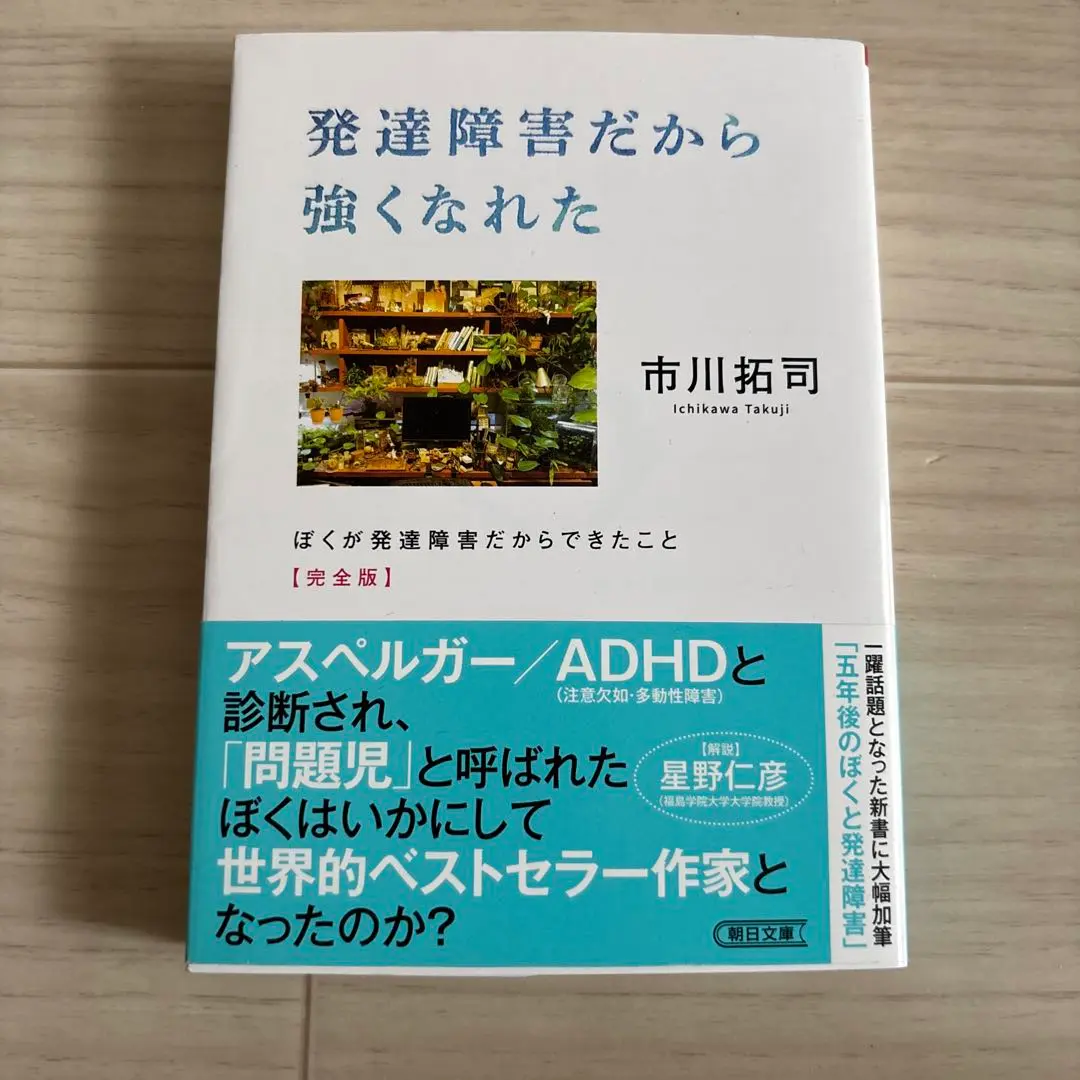 発達障害だから
強くなれた
市川拓司
Ichikawa Takuji
ぼくが発達障害だからできたこと
【完全版】
アスペルガー／ADHDと
（注意欠如・多動性障害）
診断され、
「問題児」と呼ばれた
ぼくはいかにして
世界的ベストセラー作家と
なったのか？
【解説】
星野仁彦
（福島学院大学大学院教授）
朝日文庫
一躍話題となった新書に大幅加筆
「五年後のぼくと発達障害」